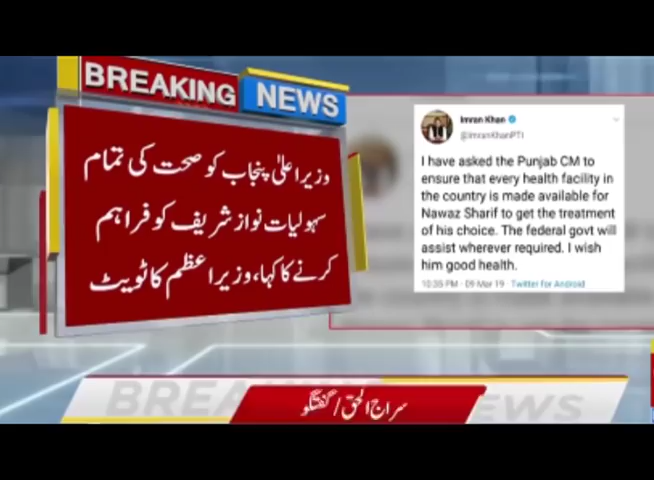 BREAKING NEWS
وزیراعلیٰ پنجاب کو صحت کی تمام
سہولیات نواز شریف کو فراہم
کرنے کا کہا، وزیراعظم کا ٹویٹ
Imran Khan
@ImranKhanPTI
I have asked the Punjab CM to
ensure that every health facility in
the country is made available for
Nawaz Sharif to get the treatment
of his choice. The federal govt will
assist wherever required. I wish
him good health.
10:35 PM · 09 Mar 19 · Twitter for Android
BREAKING NEWS
سراج الحق / گفتگو